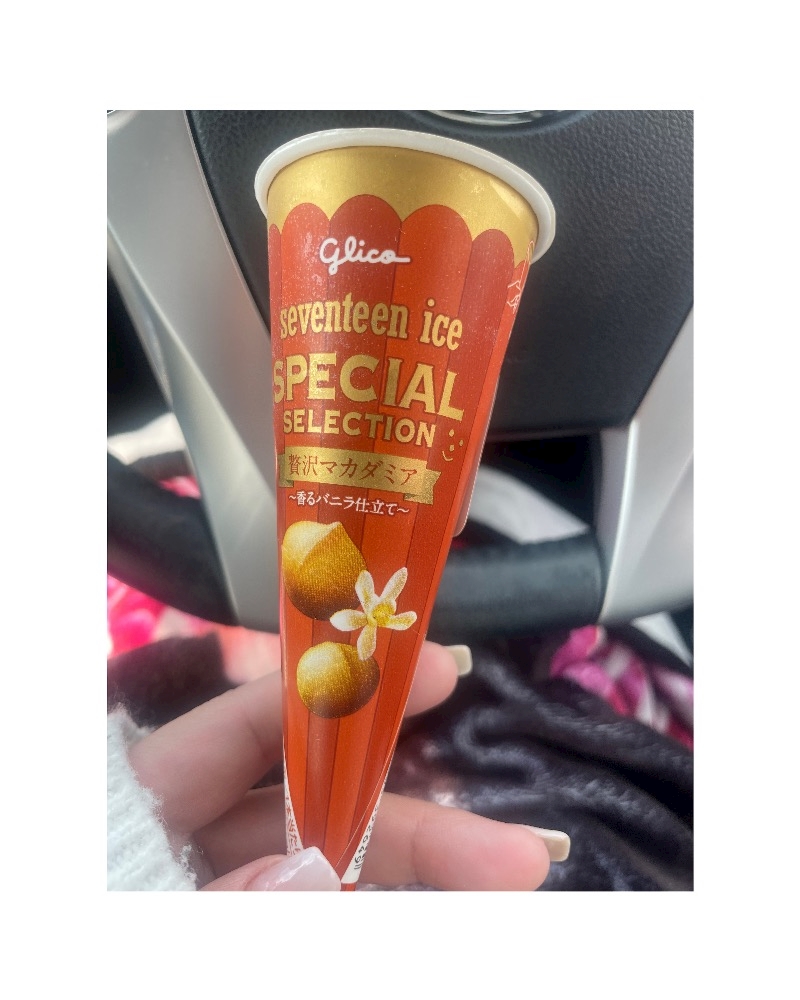 Glico
seventeen ice
SPECIAL
SELECTION
贅沢マカダミア
〜香るバニラ仕立て〜